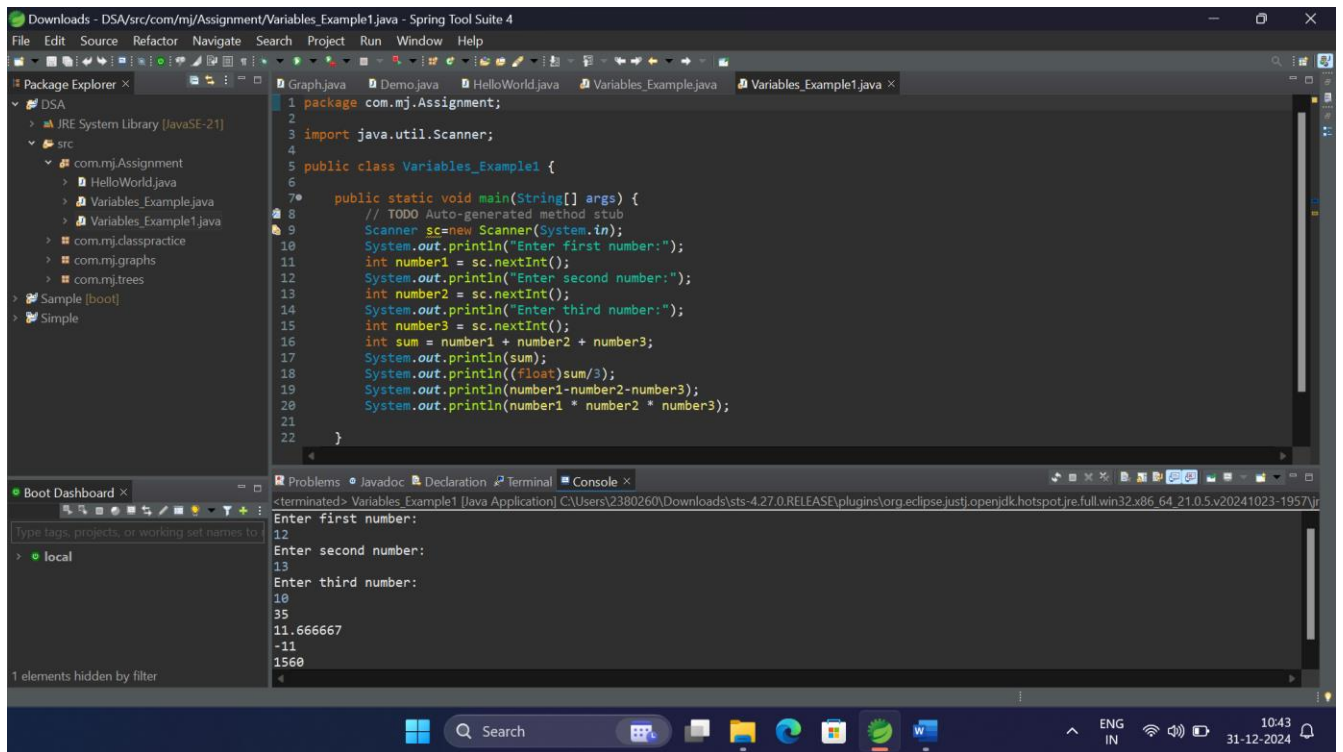 Downloads - DSA/src/com/mj/Assignment/Variables_Example1.java - Spring Tool Suite 4
File Edit Source Refactor Navigate Search Project Run Window Help
Package Explorer
DSA
JRE System Library [JavaSE-21]
src
com.mj.Assignment
HelloWorld.java
Variables_Example.java
Variables_Example1.java
com.mj.classpractice
com.mj.graphs
com.mj.trees
Sample [boot]
Simple
Graph.java Demo.java HelloWorld.java Variables_Example.java Variables_Example1.java
1 package com.mj.Assignment;
2
3 import java.util.Scanner;
4
5 public class Variables_Example1 {
6
7 public static void main(String[] args) {
8 // TODO Auto-generated method stub
9 Scanner sc=new Scanner(System.in);
10 System.out.println("Enter first number:");
11 int number1 = sc.nextInt();
12 System.out.println("Enter second number:");
13 int number2 = sc.nextInt();
14 System.out.println("Enter third number:");
15 int number3 = sc.nextInt();
16 int sum = number1 + number2 + number3;
17 System.out.println(sum);
18 System.out.println((float)sum/3);
19 System.out.println(number1-number2-number3);
20 System.out.println(number1 * number2 * number3);
21
22 }
Boot Dashboard
Type tags, projects, or working set names to
local
1 elements hidden by filter
Problems Javadoc Declaration Terminal Console
<terminated> Variables_Example1 [Java Application] C:\Users\2380260\Downloads\sts-4.27.0.RELEASE\plugins\org.eclipse.justj.openjdk.hotspot.jre.full.win32.x86_64_21.0.5.v20241023-1957\jr
Enter first number:
12
Enter second number:
13
Enter third number:
10
35
11.666667
-11
1560
Search
ENG
IN
10:43
31-12-2024